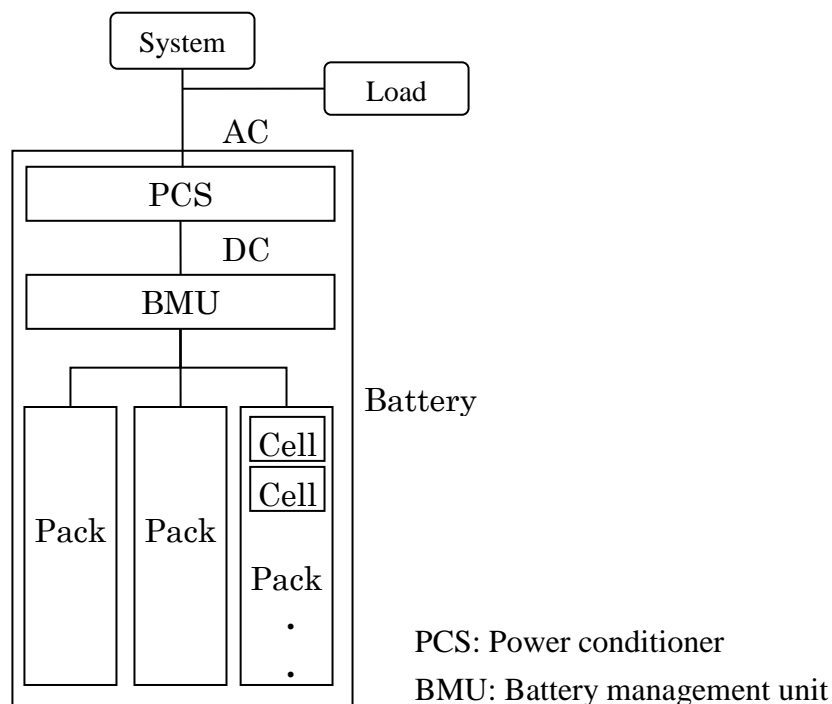 System
Load
AC
PCS
DC
BMU
Battery
Cell
Cell
Pack
Pack
Pack
.
.
PCS: Power conditioner
BMU: Battery management unit